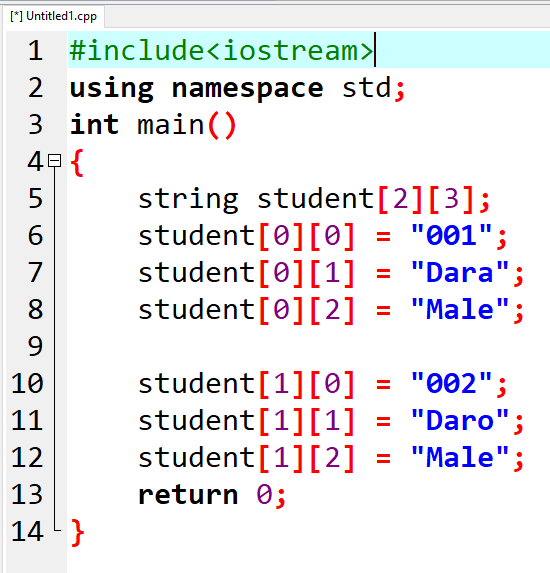 [*] Untitled1.cpp
1 #include<iostream>
2 using namespace std;
3 int main()
4 {
5 string student[2][3];
6 student[0][0] = "001";
7 student[0][1] = "Dara";
8 student[0][2] = "Male";
9
10 student[1][0] = "002";
11 student[1][1] = "Daro";
12 student[1][2] = "Male";
13 return 0;
14 }